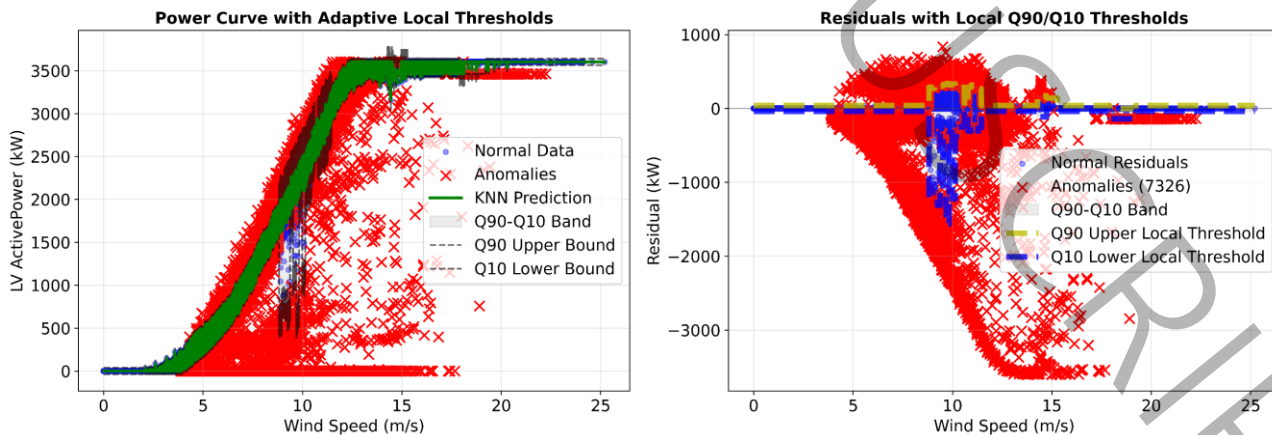 Power Curve with Adaptive Local Thresholds
3500
3000
2500
2000
1500
1000
500
0
LV ActivePower (kW)
0 5 10 15 20 25
Wind Speed (m/s)
Normal Data
Anomalies
KNN Prediction
Q90-Q10 Band
Q90 Upper Bound
Q10 Lower Bound
Residuals with Local Q90/Q10 Thresholds
1000
0
−1000
−2000
−3000
Residual (kW)
0 5 10 15 20 25
Wind Speed (m/s)
Normal Residuals
Anomalies (7326)
Q90-Q10 Band
Q90 Upper Local Threshold
Q10 Lower Local Threshold